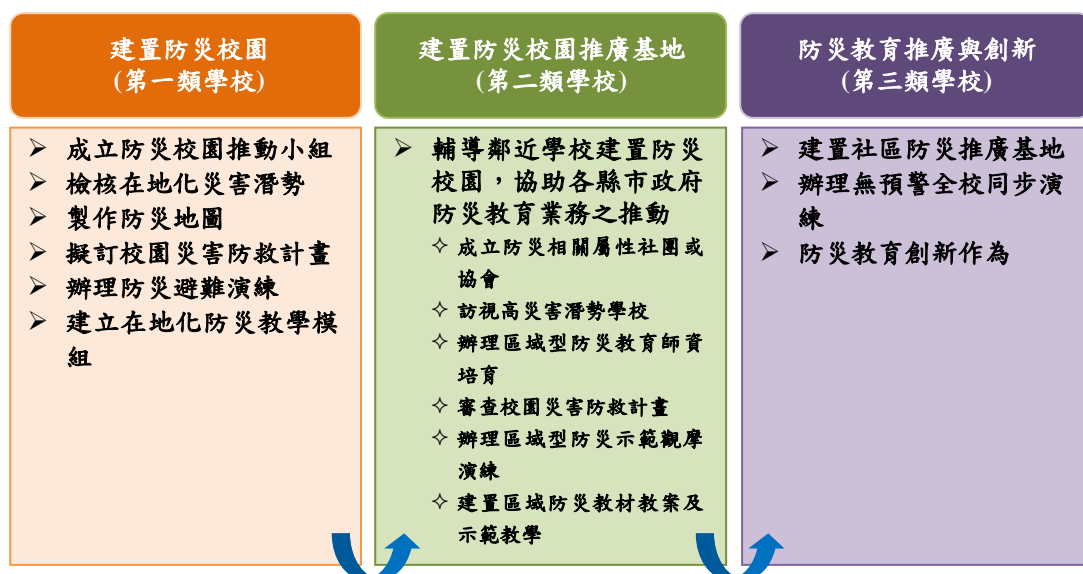 建置防災校園
(第一類學校)
➢ 成立防災校園推動小組
➢ 檢核在地化災害潛勢
➢ 製作防災地圖
➢ 擬訂校園災害防救計畫
➢ 辦理防災避難演練
➢ 建立在地化防災教學模
組
建置防災校園推廣基地
(第二類學校)
➢ 輔導鄰近學校建置防災
校園，協助各縣市政府
防災教育業務之推動
✧ 成立防災相關屬性社團或
協會
✧ 訪視高災害潛勢學校
✧ 辦理區域型防災教育師資
培育
✧ 審查校園災害防救計畫
✧ 辦理區域型防災示範觀摩
演練
✧ 建置區域防災教材教案及
示範教學
防災教育推廣與創新
(第三類學校)
➢ 建置社區防災推廣基地
➢ 辦理無預警全校同步演
練
➢ 防災教育創新作為